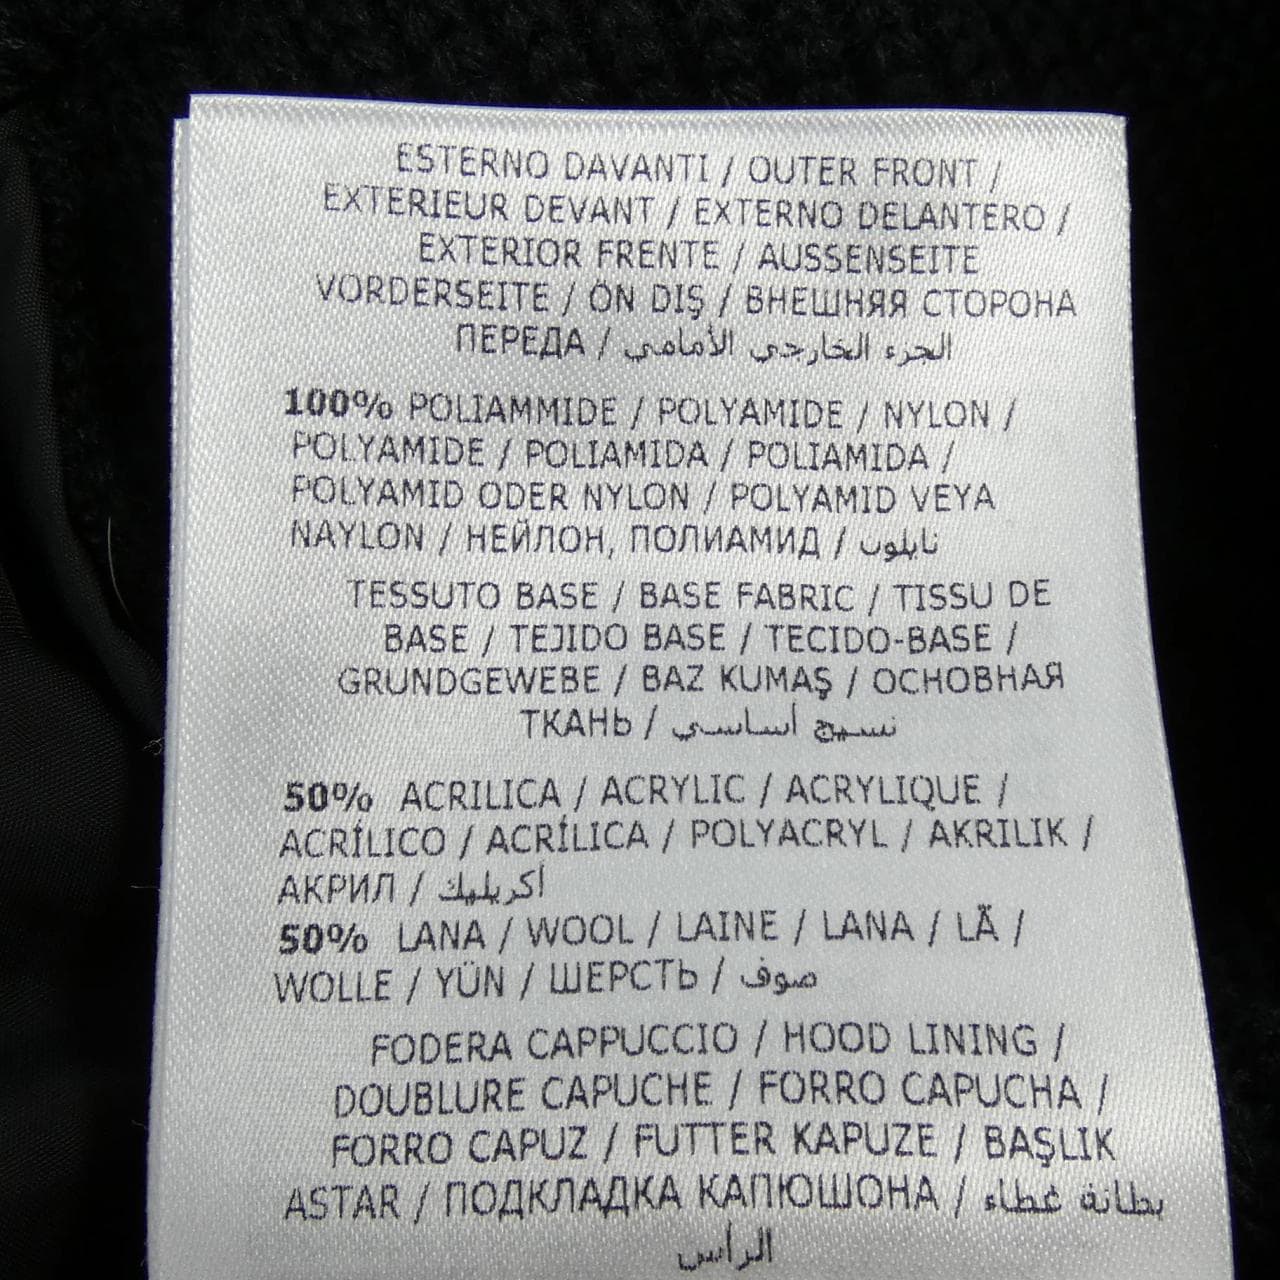 ESTERNO DAVANTI / OUTER FRONT /
EXTERIEUR DEVANT / EXTERNO DELANTERO /
EXTERIOR FRENTE / AUSSENSEITE
VORDERSEITE / ÖN DIŞ / ВНЕШНЯЯ СТОРОНА
ПЕРЕДА / الجزء الخارجي الأمامي
100% POLIAMMIDE / POLYAMIDE / NYLON /
POLYAMIDE / POLIAMIDA / POLIAMIDA /
POLYAMID ODER NYLON / POLYAMID VEYA
NAYLON / НЕЙЛОН, ПОЛИАМИД / نايلون
TESSUTO BASE / BASE FABRIC / TISSU DE
BASE / TEJIDO BASE / TECIDO-BASE /
GRUNDGEWEBE / BAZ KUMAŞ / ОСНОВНАЯ
ТКАНЬ / نسيج أساسي
50% ACRILICA / ACRYLIC / ACRYLIQUE /
ACRÍLICO / ACRÍLICA / POLYACRYL / AKRILIK /
АКРИЛ / أكريليك
50% LANA / WOOL / LAINE / LANA / LÃ /
WOLLE / YÜN / ШЕРСТЬ / صوف
FODERA CAPPUCCIO / HOOD LINING /
DOUBLURE CAPUCHE / FORRO CAPUCHA /
FORRO CAPUZ / FUTTER KAPUZE / BAŞLIK
ASTAR / ПОДКЛАДКА КАПЮШОНА / بطانة غطاء
الرأس